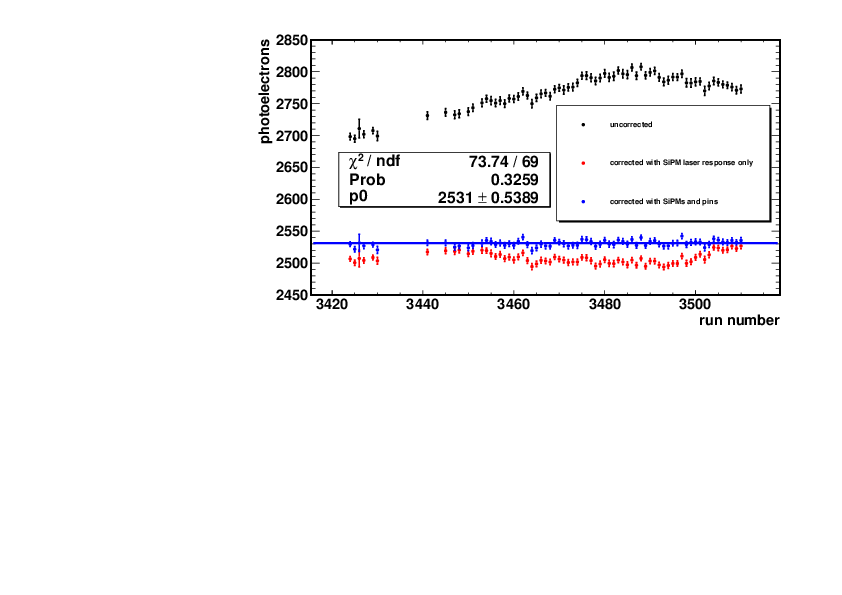 photoelectrons
2850
2800
2750
2700
2650
2600
2550
2500
2450
uncorrected
corrected with SiPM laser response only
corrected with SiPMs and pins
χ² / ndf 73.74 / 69
Prob 0.3259
p0 2531 ± 0.5389
3420 3440 3460 3480 3500
run number